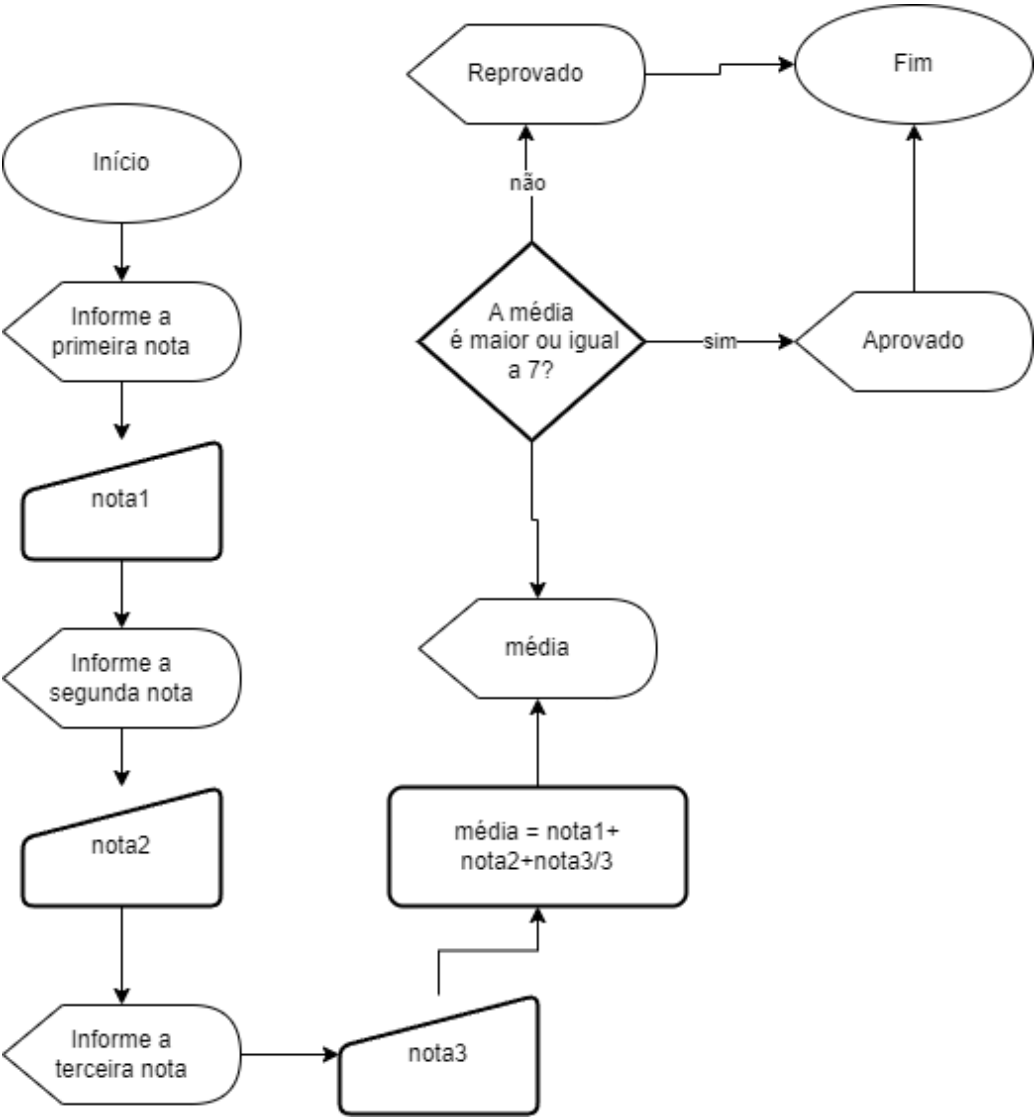 Início
Informe a
primeira nota
nota1
Informe a
segunda nota
nota2
Informe a
terceira nota
nota3
média = nota1+
nota2+nota3/3
média
A média
é maior ou igual
a 7?
não
Reprovado
sim
Aprovado
Fim